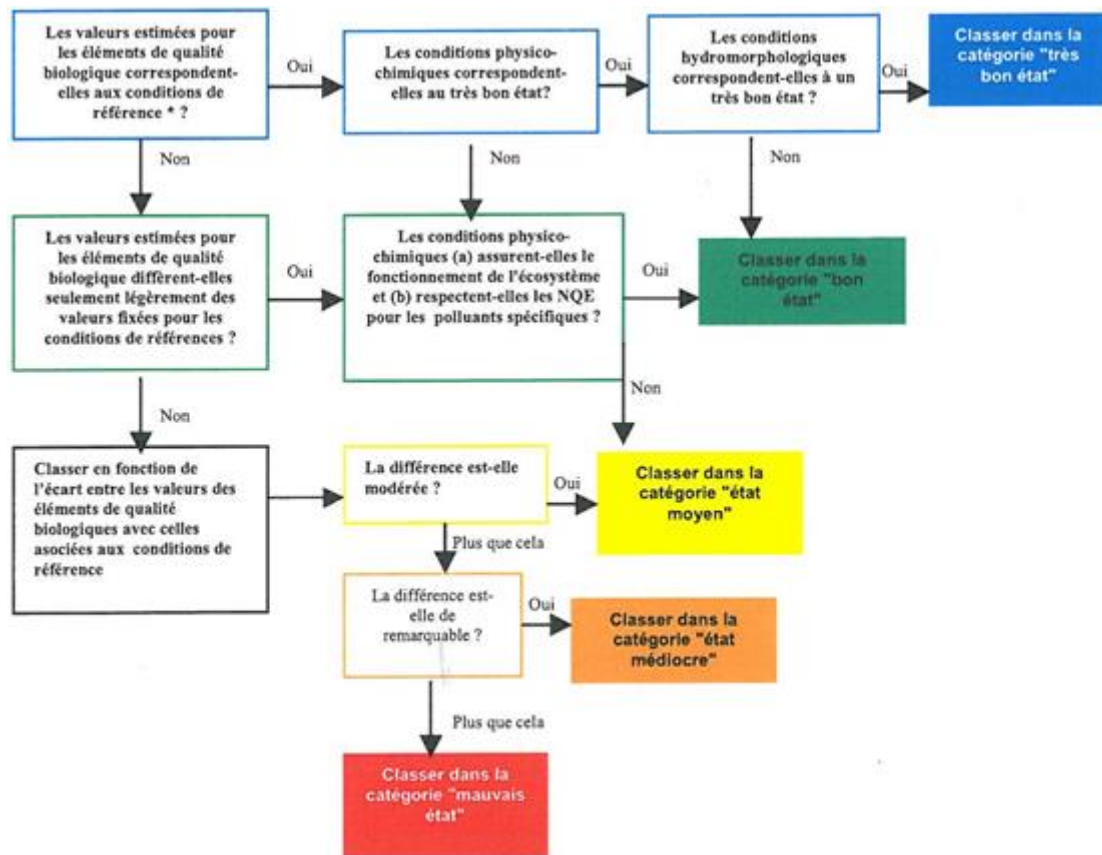 Les valeurs estimées pour
les éléments de qualité
biologique correspondent-
elles aux conditions de
référence * ?
Oui
Les conditions physico-
chimiques correspondent-
elles au très bon état?
Oui
Les conditions
hydromorphologiques
correspondent-elles à un
très bon état ?
Oui
Classer dans la
catégorie "très
bon état"
Non
Non
Non
Les valeurs estimées pour
les éléments de qualité
biologique diffèrent-elles
seulement légèrement des
valeurs fixées pour les
conditions de références ?
Oui
Les conditions physico-
chimiques (a) assurent-elles le
fonctionnement de l'écosystème
et (b) respectent-elles les NQE
pour les polluants spécifiques ?
Oui
Classer dans la
catégorie "bon
état"
Non
Non
Classer en fonction de
l'écart entre les valeurs des
éléments de qualité
biologiques avec celles
asociées aux conditions de
référence
La différence est-elle
modérée ?
Oui
Classer dans la
catégorie "état
moyen"
Plus que cela
La différence est-
elle de
remarquable ?
Oui
Classer dans la
catégorie "état
médiocre"
Plus que cela
Classer dans la
catégorie "mauvais
état"